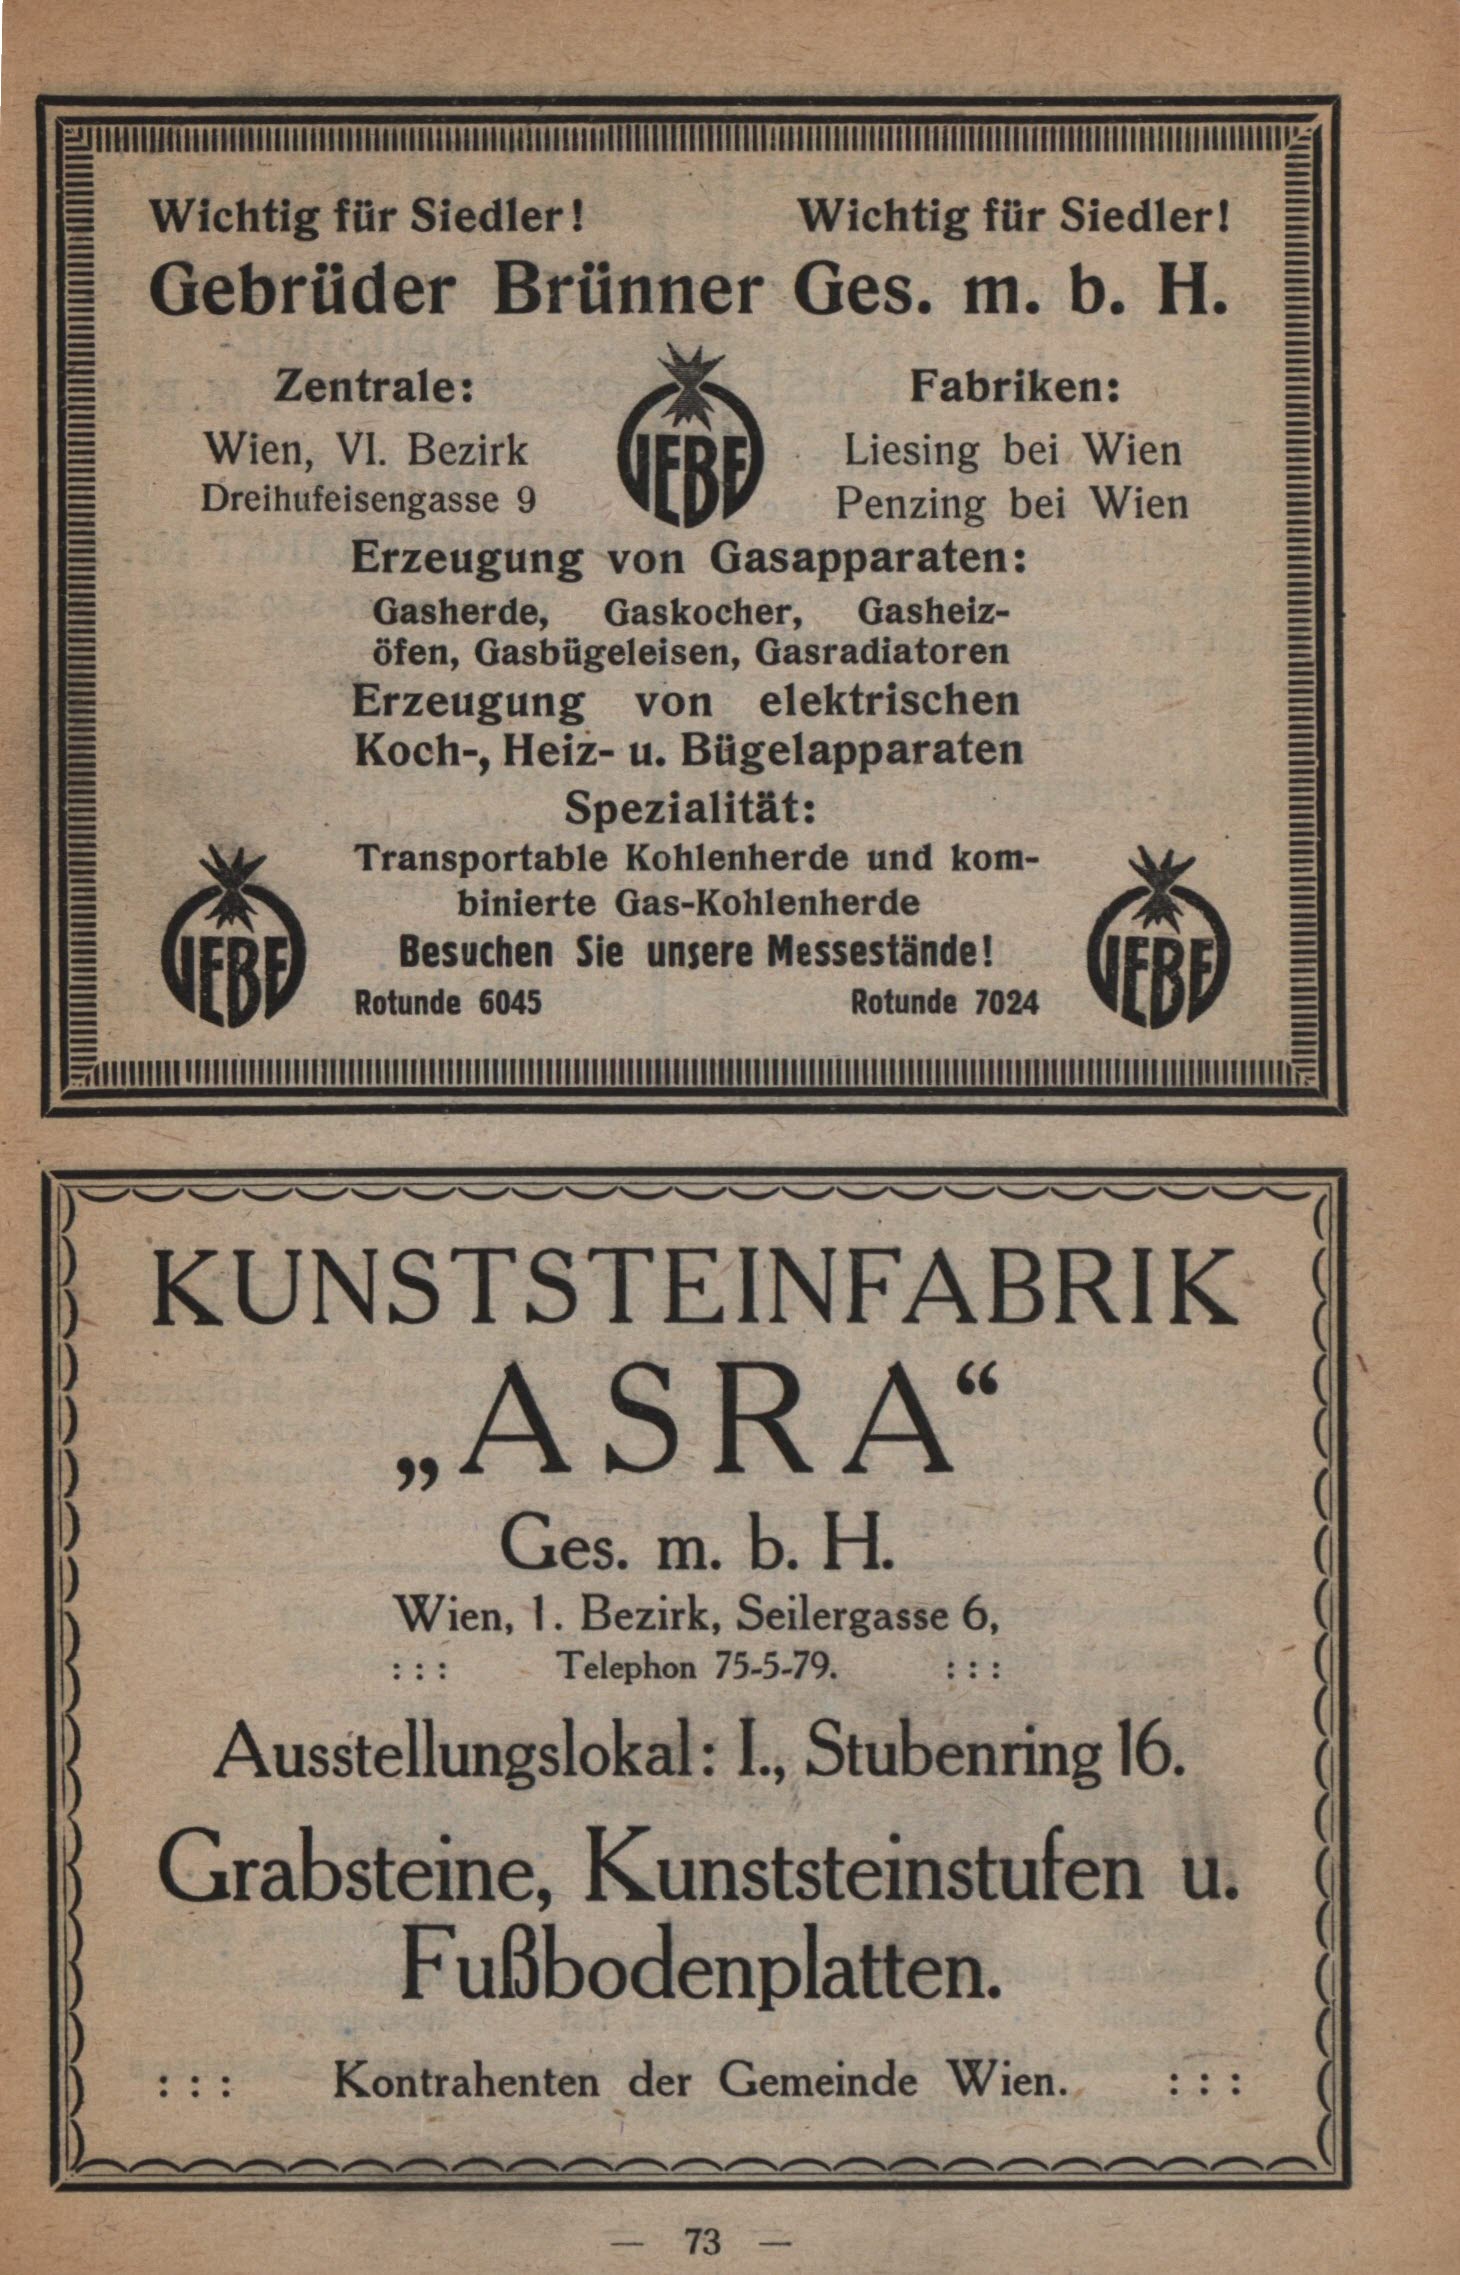 Wichtig für Siedler! Wichtig für Siedler!
Gebrüder Brünner Ges. m. b. H.
Zentrale:
Wien, VI. Bezirk
Dreihufeisengasse 9
Fabriken:
Liesing bei Wien
Penzing bei Wien
Erzeugung von Gasapparaten:
Gasherde, Gaskocher, Gasheiz-
öfen, Gasbügeleisen, Gasradiatoren
Erzeugung von elektrischen
Koch-, Heiz- u. Bügelapparaten
Spezialität:
Transportable Kohlenherde und kom-
binierte Gas-Kohlenherde
Besuchen Sie unsere Messestände!
Rotunde 6045 Rotunde 7024
KUNSTSTEINFABRIK
„ASRA“
Ges. m. b. H.
Wien, 1. Bezirk, Seilergasse 6,
: : : Telephon 75-5-79. : : :
Ausstellungslokal: I., Stubenring 16.
Grabsteine, Kunststeinstufen u.
Fußbodenplatten.
: : : Kontrahenten der Gemeinde Wien. : : :
— 73 —